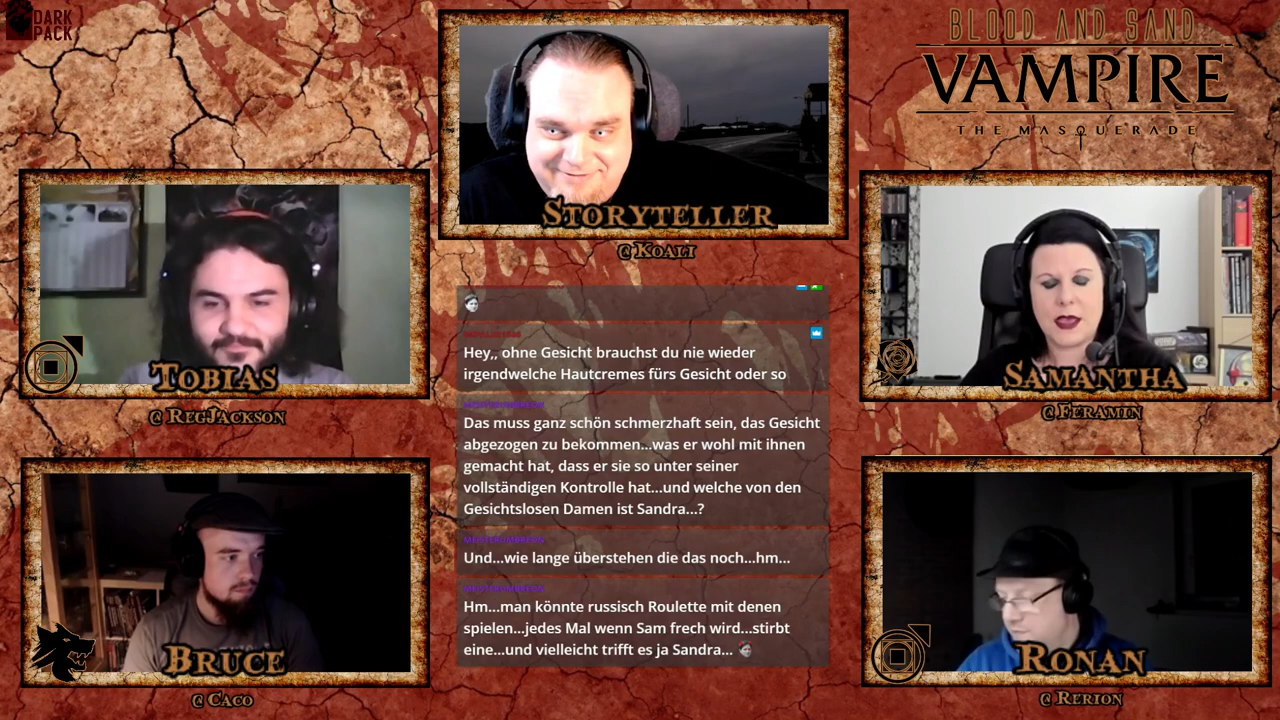 DARK
PACK
BLOOD AND SAND
VAMPIRE
THE MASQUERADE
STORYTELLER
@ KOALI
TOBIAS
@ REGJACKSON
SAMANTHA
@ FERAMIN
Hey,, ohne Gesicht brauchst du nie wieder
irgendwelche Hautcremes fürs Gesicht oder so
Das muss ganz schön schmerzhaft sein, das Gesicht
abgezogen zu bekommen...was er wohl mit ihnen
gemacht hat, dass er sie so unter seiner
vollständigen Kontrolle hat...und welche von den
Gesichtslosen Damen ist Sandra...?
Und...wie lange überstehen die das noch...hm...
Hm...man könnte russisch Roulette mit denen
spielen...jedes Mal wenn Sam frech wird...stirbt
eine...und vielleicht trifft es ja Sandra...
BRUCE
@ CACO
RONAN
@ RERION